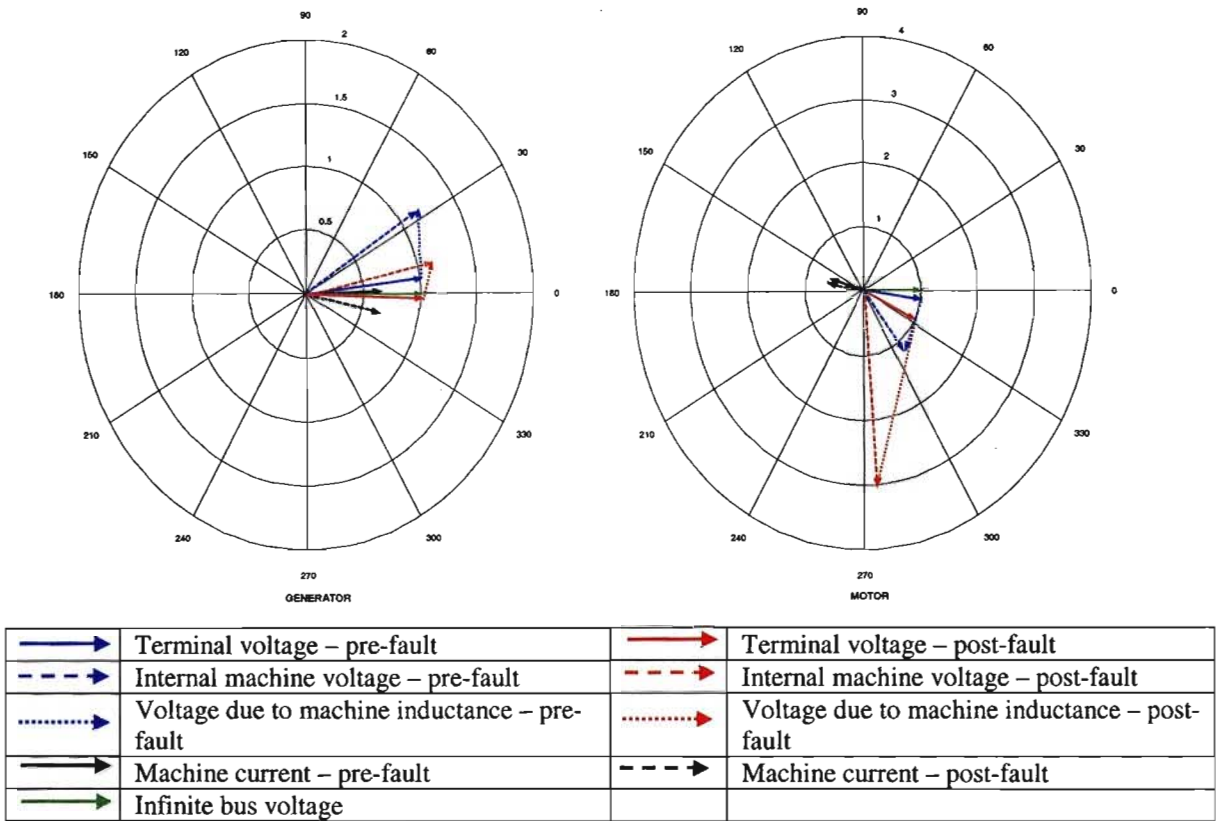 90
120
2
60
1.5
150
1
30
0.5
180
0
210
330
240
300
270
GENERATOR
90
120
4
60
3
150
2
30
1
180
0
210
330
240
300
270
MOTOR
Terminal voltage – pre-fault
Terminal voltage – post-fault
Internal machine voltage – pre-fault
Internal machine voltage – post-fault
Voltage due to machine inductance – pre-
fault
Voltage due to machine inductance – post-
fault
Machine current – pre-fault
Machine current – post-fault
Infinite bus voltage